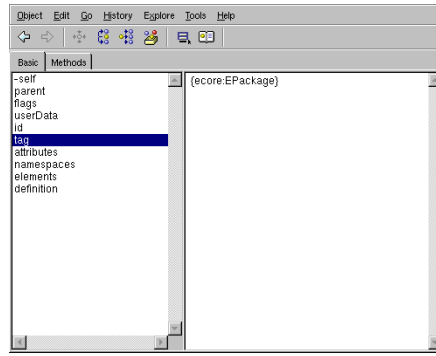 Object Edit Go History Explore Tools Help
Basic Methods
-self
parent
flags
userData
id
tag
attributes
namespaces
elements
definition
{ecore:EPackage}